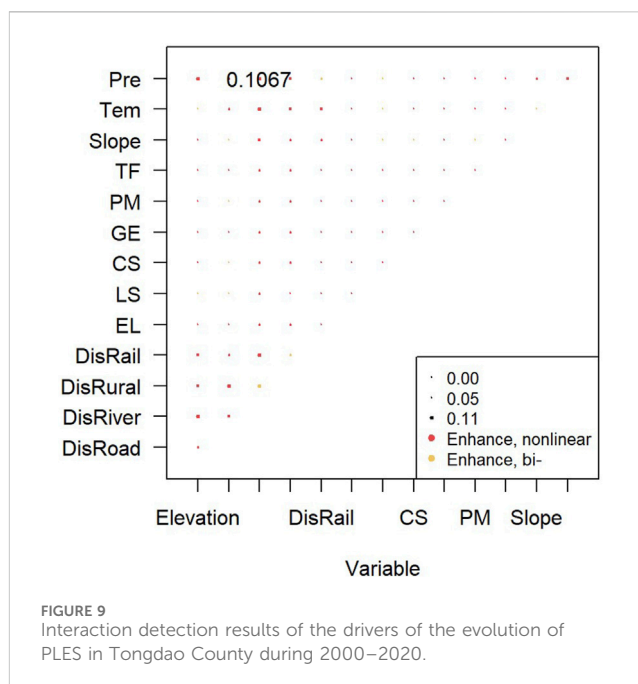 Pre
0.1067
Tem
Slope
TF
PM
GE
CS
LS
EL
DisRail
DisRural
DisRiver
DisRoad
0.00
0.05
0.11
Enhance, nonlinear
Enhance, bi-
Elevation DisRail CS PM Slope
Variable
FIGURE 9
Interaction detection results of the drivers of the evolution of
PLES in Tongdao County during 2000–2020.